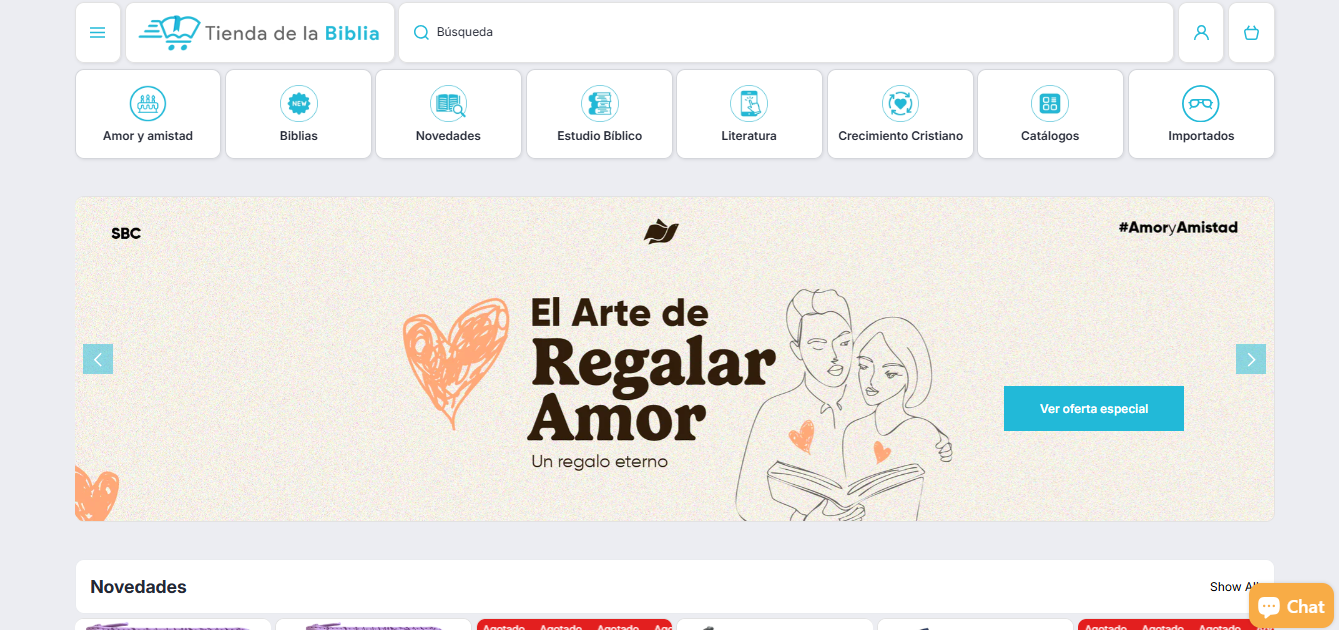 Tienda de la Biblia
Búsqueda
NEW
Amor y amistad
Biblias
Novedades
Estudio Bíblico
Literatura
Crecimiento Cristiano
Catálogos
Importados
SBC
#AmoryAmistad
El Arte de
Regalar
Amor
Un regalo eterno
Ver oferta especial
Novedades
Show
Chat
Agotado Agotado Agotado
Agotado Agotado Agotado